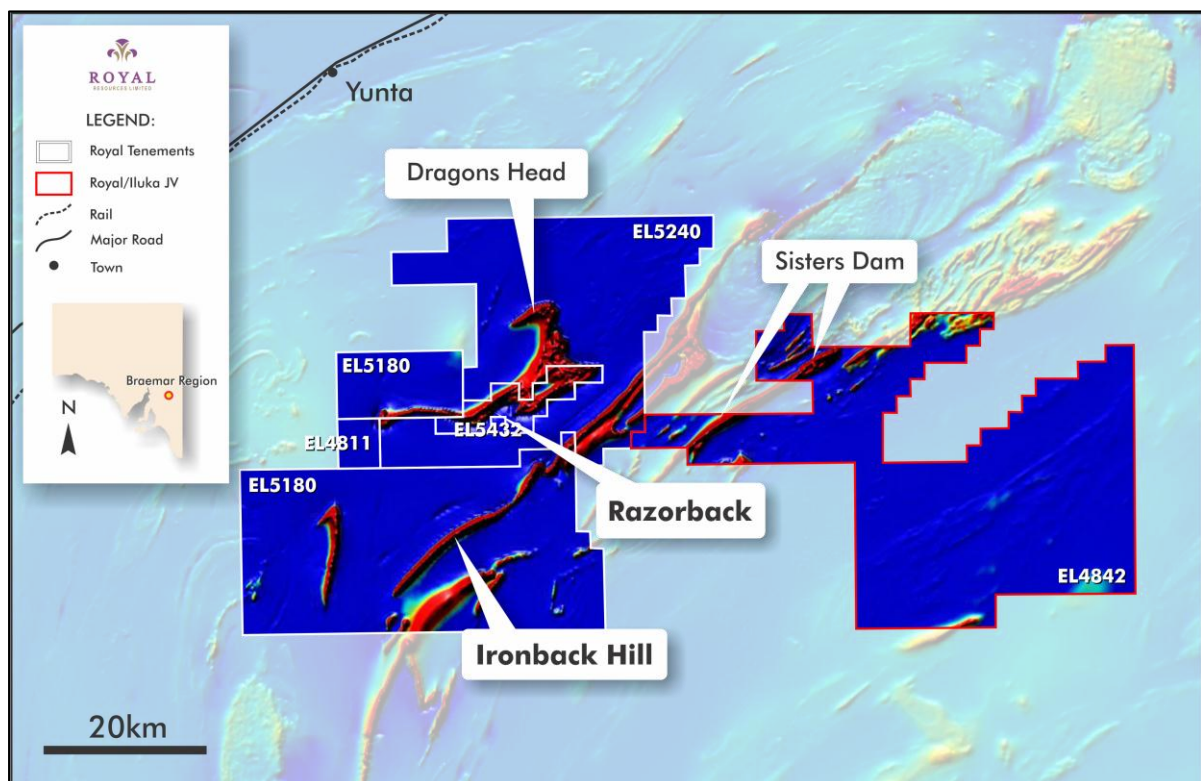 ROYAL
RESOURCES LIMITED
LEGEND:
Royal Tenements
Royal/Iluka JV
Rail
Major Road
Town
Braemar Region
N
Yunta
Dragons Head
EL5240
Sisters Dam
EL5180
EL5432
EL4811
EL5180
Razorback
EL4842
Ironback Hill
20km